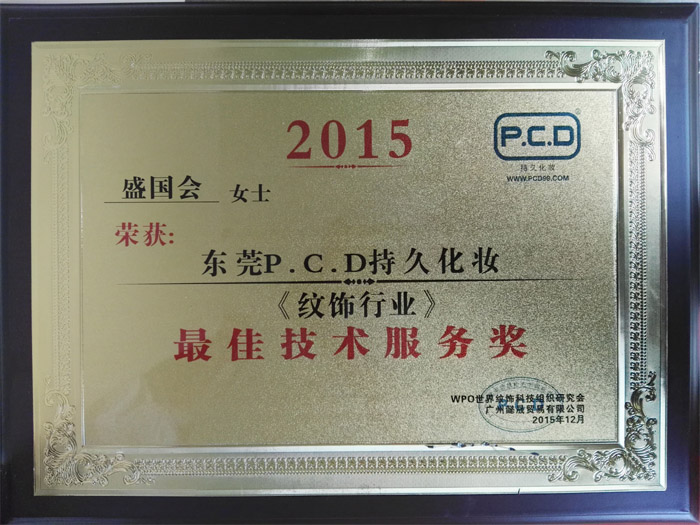 2015
P.C.D
®
持久化妆
WWW.PCD99.COM
盛国会 女士
荣获:
东莞P.C.D持久化妆
《纹饰行业》
最佳技术服务奖
WPO世界纹饰科技组织研究会
广州懿晟贸易有限公司
P.C.D
2015年12月